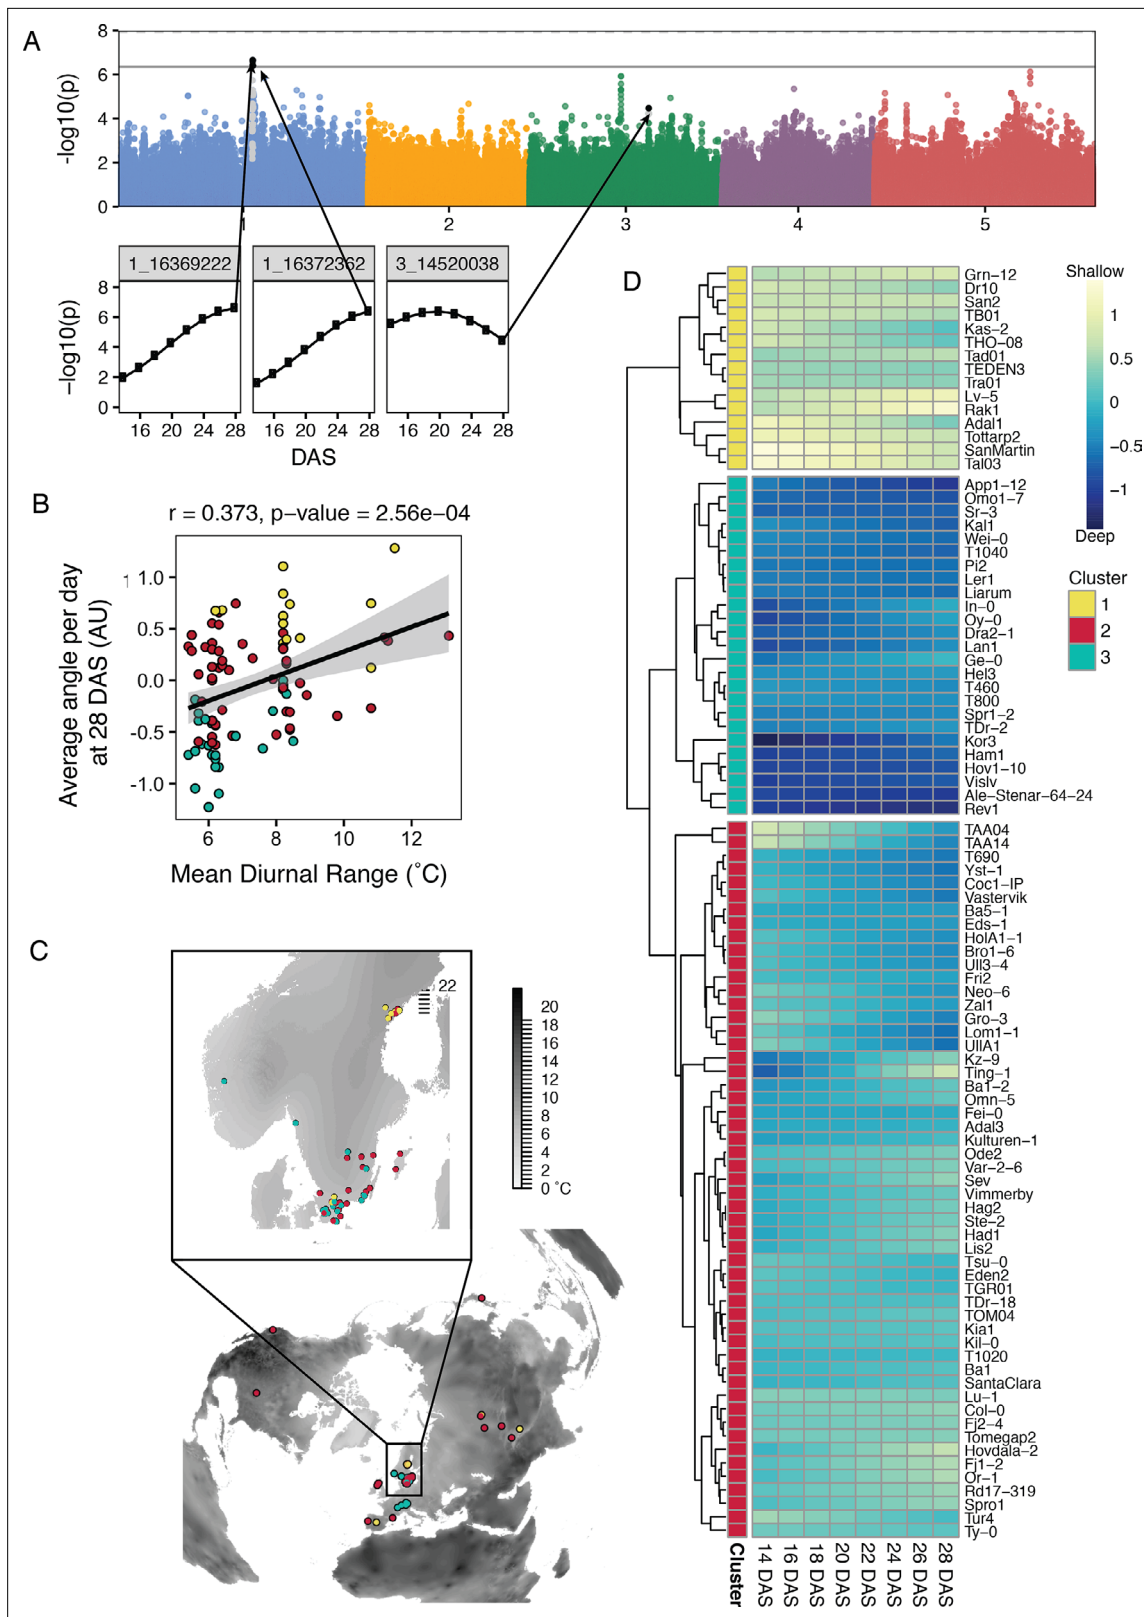 A
8
6
4
2
0
-log10(p)
1
2
3
4
5
1_16369222
1_16372362
3_14520038
8
6
4
2
0
−log10(p)
16 20 24 28
16 20 24 28
16 20 24 28
DAS
B
r = 0.373, p−value = 2.56e−04
1 1.0
0.5
0.0
-0.5
-1.0
Average angle per day
at 28 DAS (AU)
6 8 10 12
Mean Diurnal Range (˚C)
C
22
20
18
16
14
12
10
8
6
4
2
0 ˚C
D
Grn−12
Dr10
San2
TB01
Kas−2
THO−08
Tad01
TEDEN3
Tra01
Lv−5
Rak1
Adal1
Tottarp2
SanMartin
Tal03
App1−12
Omo1−7
Sr−3
Kal1
Wei−0
T1040
Pi2
Ler1
Liarum
In−0
Oy−0
Dra2−1
Lan1
Ge−0
Hel3
T460
T800
Spr1−2
TDr−2
Kor3
Ham1
Hov1−10
Vislv
Ale−Stenar−64−24
Rev1
TAA04
TAA14
T690
Yst−1
Coc1−IP
Vastervik
Ba5−1
Eds−1
HolA1−1
Bro1−6
Ull3−4
Fri2
Neo−6
Zal1
Gro−3
Lom1−1
UllA1
Kz−9
Ting−1
Ba1−2
Omn−5
Fei−0
Adal3
Kulturen−1
Ode2
Var−2−6
Sev
Vimmerby
Hag2
Ste−2
Had1
Lis2
Tsu−0
Eden2
TGR01
TDr−18
TOM04
Kia1
Kil−0
T1020
Ba1
SantaClara
Lu−1
Col−0
Fj2−4
Tomegap2
Hovdala−2
Fj1−2
Or−1
Rd17−319
Spro1
Tur4
Ty−0
Cluster
14 DAS
16 DAS
18 DAS
20 DAS
22 DAS
24 DAS
26 DAS
28 DAS
Shallow
1
0.5
0
−0.5
−1
Deep
Cluster
1
2
3